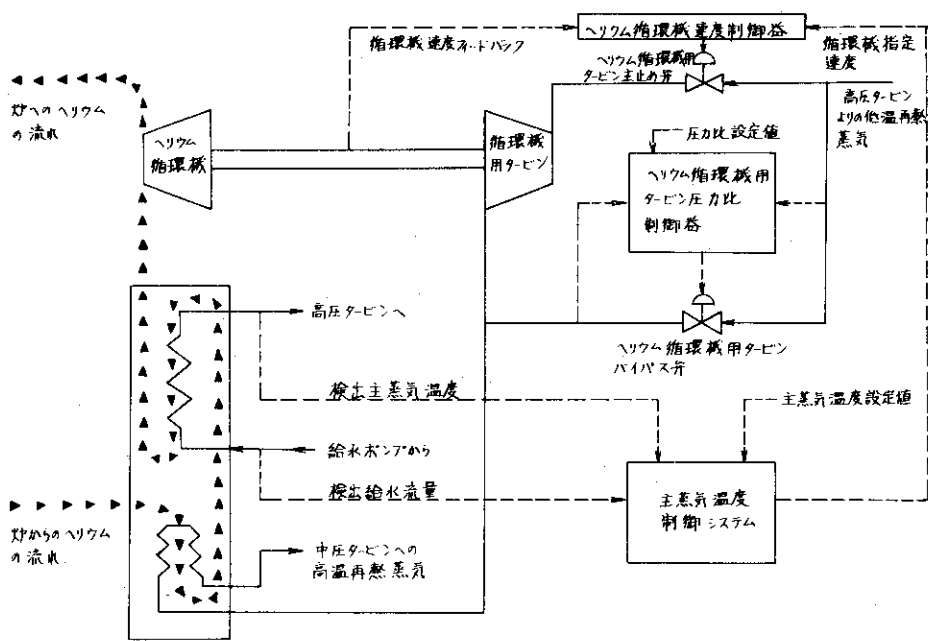 ヘリウム循環機速度制御器
循環機速度フィードバック
循環機指定
速度
ヘリウム循環機用
タービン主止め弁
炉へのヘリウム
の流れ
高圧タービン
よりの低温再熱
蒸気
ヘリウム
循環機
循環機
用タービン
圧力比設定値
ヘリウム循環機用
タービン圧力比
制御器
高圧タービンへ
ヘリウム循環機用タービン
バイパス弁
検出主蒸気温度
主蒸気温度設定値
給水ポンプから
検出給水流量
主蒸気温度
制御システム
炉からのヘリウム
の流れ
中圧タービンへの
高温再熱蒸気